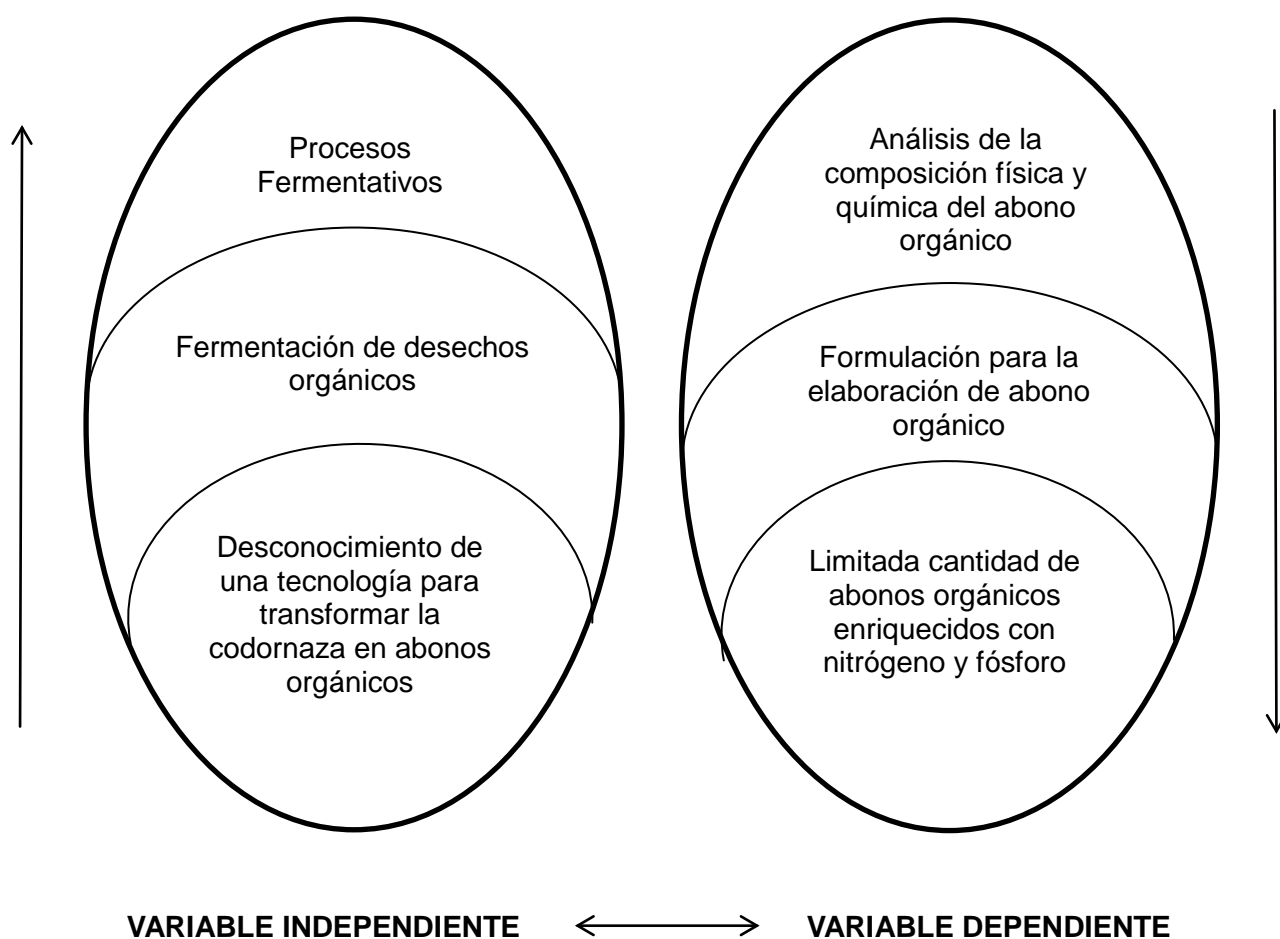 Procesos
Fermentativos
Fermentación de desechos
orgánicos
Desconocimiento de
una tecnología para
transformar la
codornaza en abonos
orgánicos
Análisis de la
composición física y
química del abono
orgánico
Formulación para la
elaboración de abono
orgánico
Limitada cantidad de
abonos orgánicos
enriquecidos con
nitrógeno y fósforo
VARIABLE INDEPENDIENTE
VARIABLE DEPENDIENTE